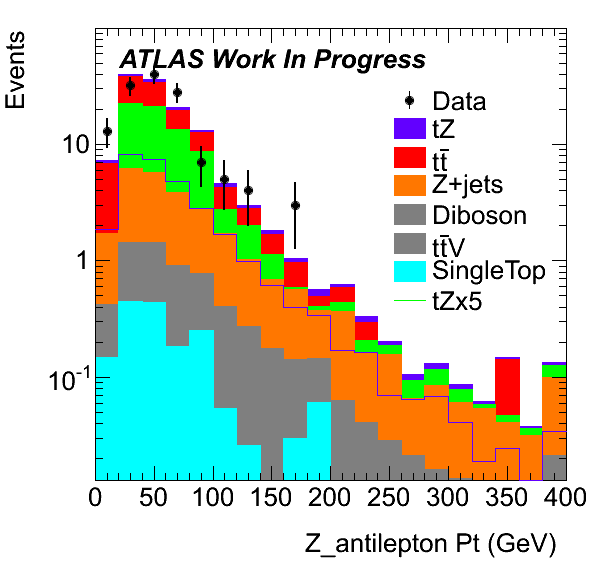 Events
ATLAS Work In Progress
Data
tZ
tt̄
Z+jets
Diboson
tt̄V
SingleTop
tZx5
10
1
10⁻¹
0 50 100 150 200 250 300 350 400
Z_antilepton Pt (GeV)